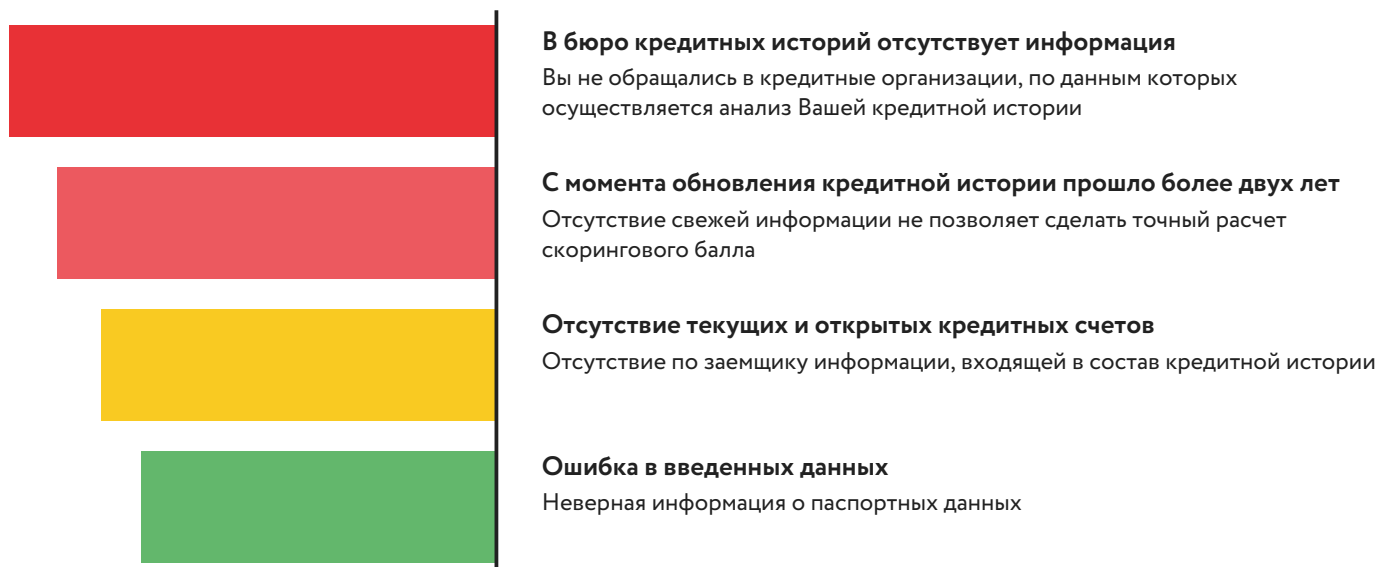 В бюро кредитных историй отсутствует информация
Вы не обращались в кредитные организации, по данным которых
осуществляется анализ Вашей кредитной истории
С момента обновления кредитной истории прошло более двух лет
Отсутствие свежей информации не позволяет сделать точный расчет
скорингового балла
Отсутствие текущих и открытых кредитных счетов
Отсутствие по заемщику информации, входящей в состав кредитной истории
Ошибка в введенных данных
Неверная информация о паспортных данных